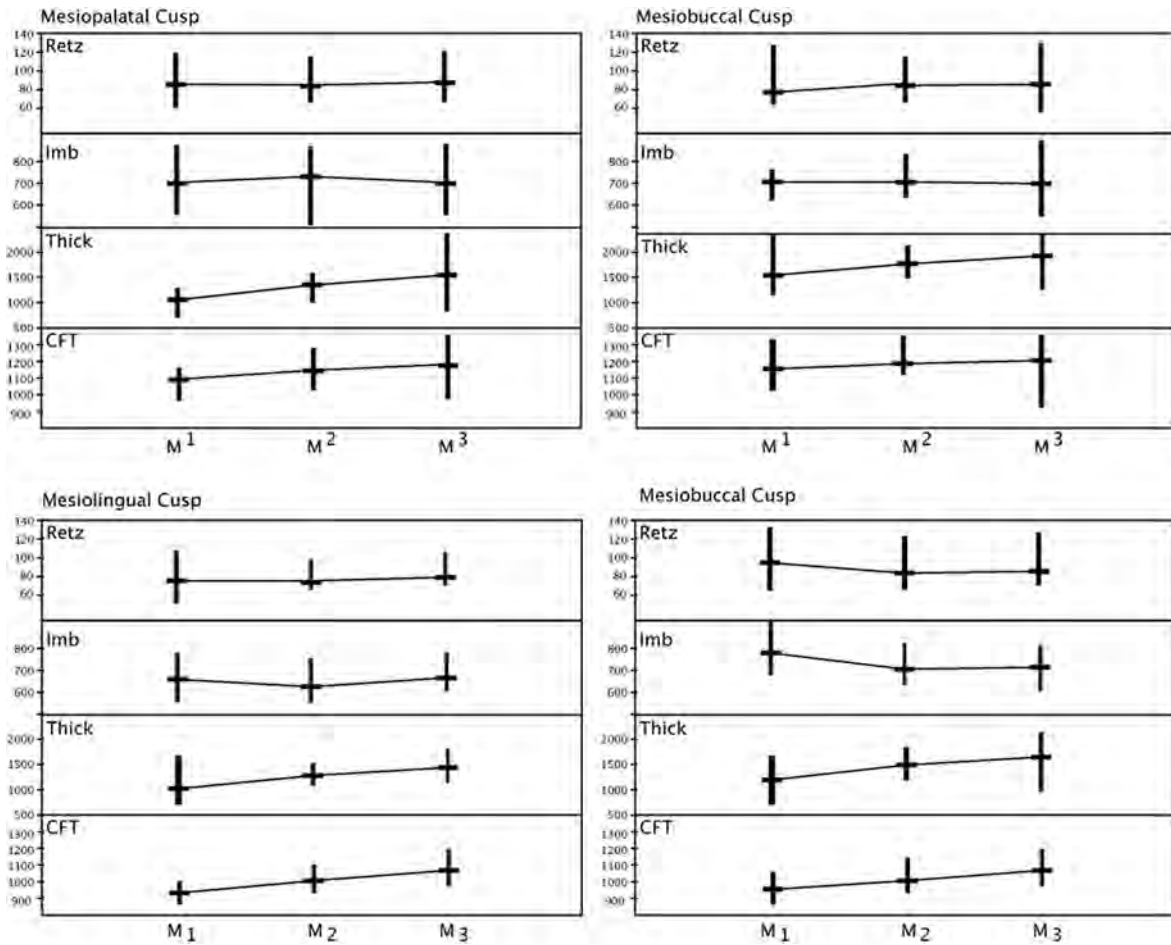 Mesiopalatal Cusp
140
Retz
120
100
80
60
Imb
800
700
600
Thick
2000
1500
1000
500
CFT
1300
1200
1100
1000
900
M1 M2 M3
Mesiobuccal Cusp
140
Retz
120
100
80
60
Imb
800
700
600
Thick
2000
1500
1000
500
CFT
1300
1200
1100
1000
900
M1 M2 M3
Mesiolingual Cusp
140
Retz
120
100
80
60
Imb
800
700
600
Thick
2000
1500
1000
500
CFT
1300
1200
1100
1000
900
M1 M2 M3
Mesiobuccal Cusp
140
Retz
120
100
80
60
Imb
800
700
600
Thick
2000
1500
1000
500
CFT
1300
1200
1100
1000
900
M1 M2 M3